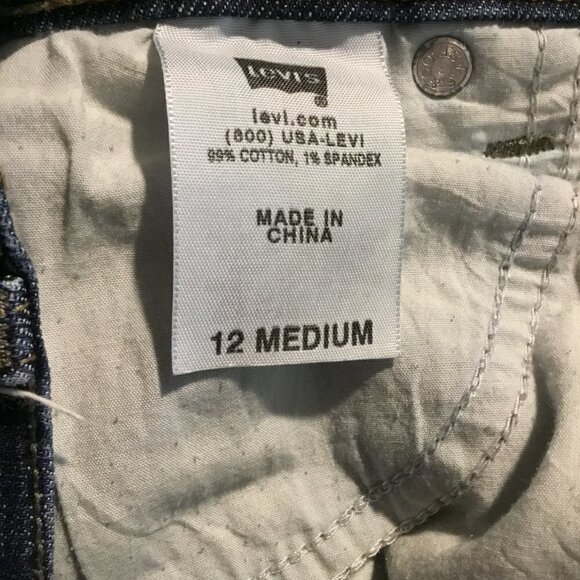 LEVI'S
®
levi.com
(800) USA-LEVI
99% COTTON, 1% SPANDEX
MADE IN
CHINA
12 MEDIUM